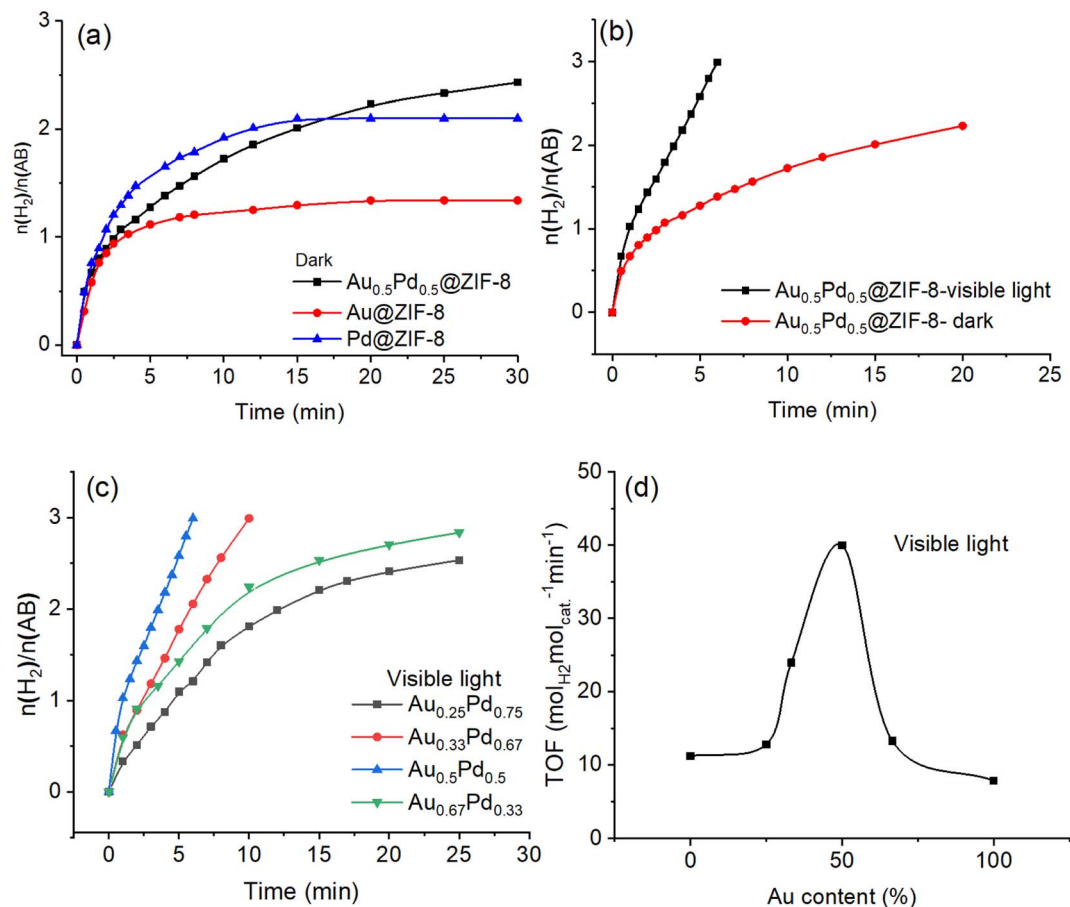 (a)
n(H₂)/n(AB)
3
2
1
0
Dark
Au₀.₅Pd₀.₅@ZIF-8
Au@ZIF-8
Pd@ZIF-8
0 5 10 15 20 25 30
Time (min)
(b)
n(H₂)/n(AB)
3
2
1
0
Au₀.₅Pd₀.₅@ZIF-8-visible light
Au₀.₅Pd₀.₅@ZIF-8- dark
0 5 10 15 20 25
Time (min)
(c)
n(H₂)/n(AB)
3
2
1
0
Visible light
Au₀.₂₅Pd₀.₇₅
Au₀.₃₃Pd₀.₆₇
Au₀.₅Pd₀.₅
Au₀.₆₇Pd₀.₃₃
0 5 10 15 20 25 30
Time (min)
(d)
TOF (mol_H2 mol_cat.⁻¹min⁻¹)
50
40
30
20
10
0
Visible light
0 50 100
Au content (%)